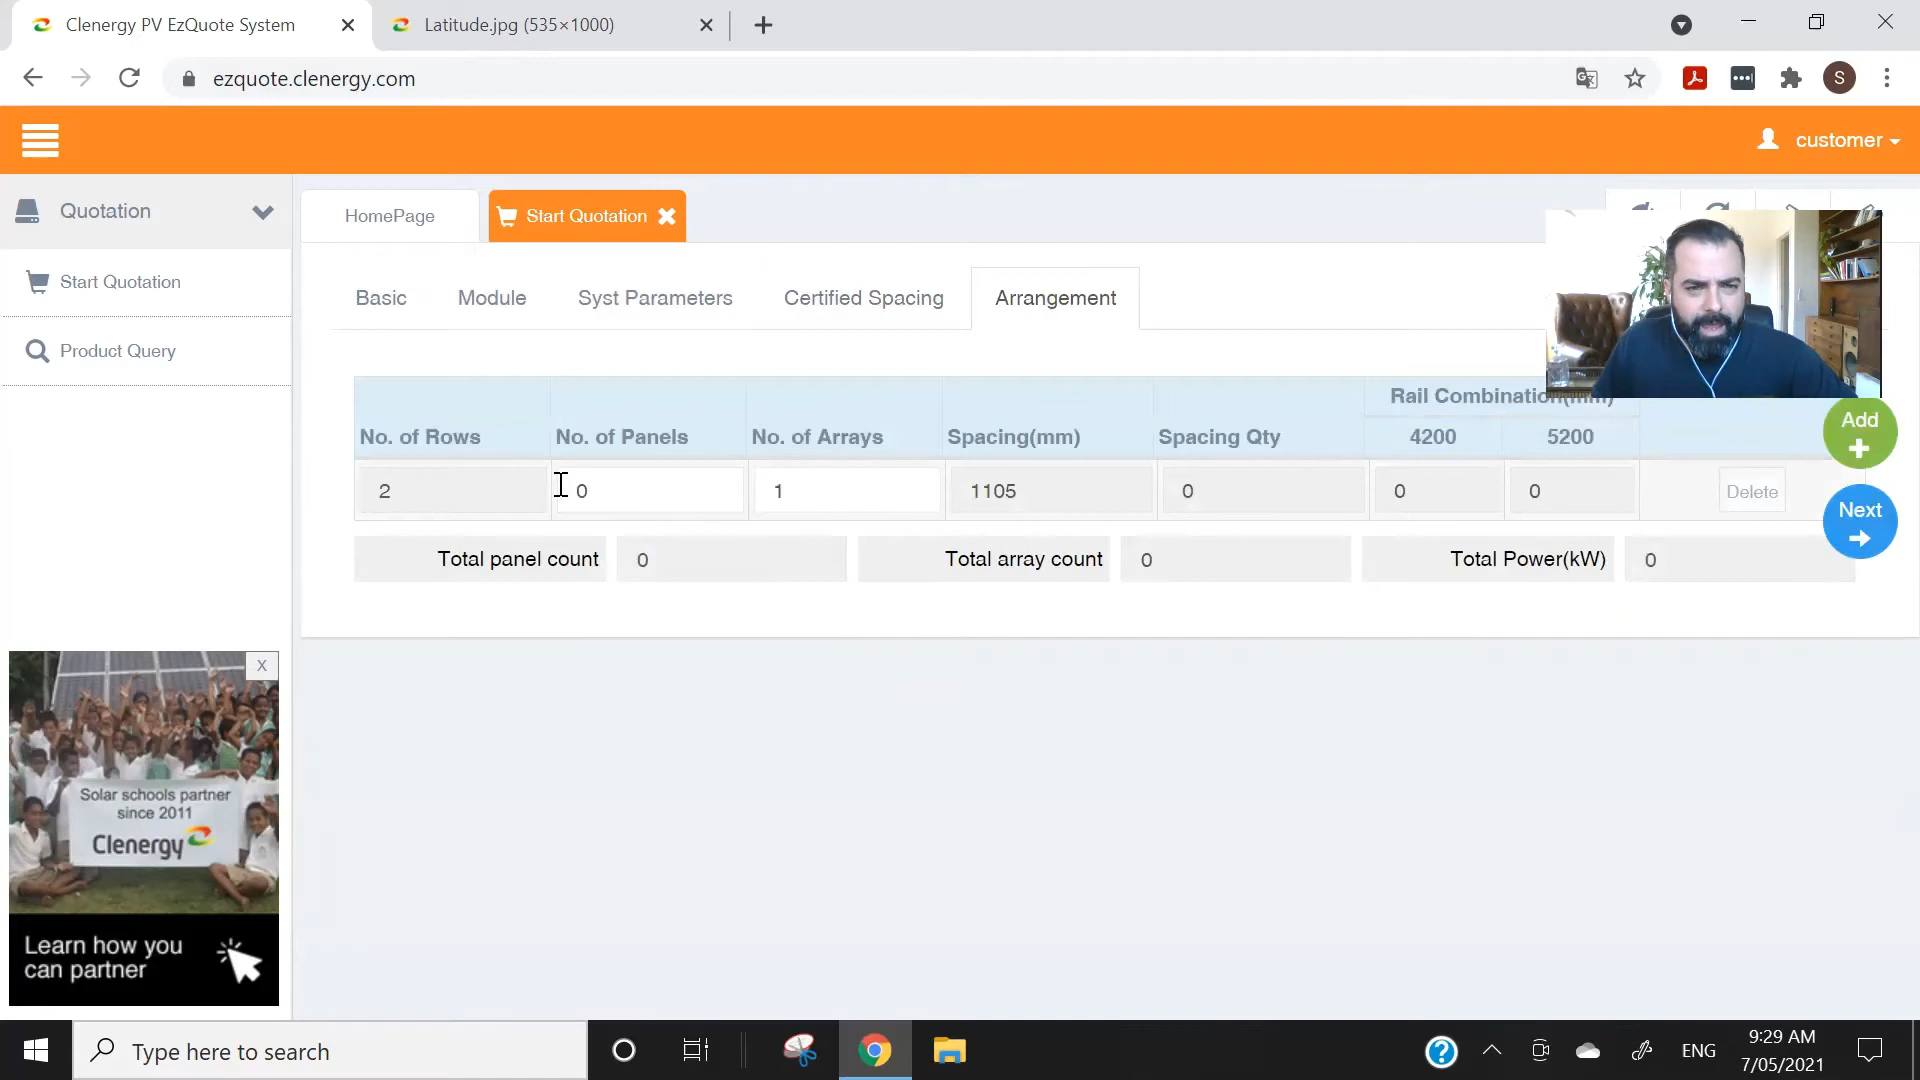 Clenergy PV EzQuote System
Latitude.jpg (535×1000)
ezquote.clenergy.com
S
customer
Quotation
HomePage
Start Quotation
Start Quotation
Product Query
Basic
Module
Syst Parameters
Certified Spacing
Arrangement
Rail Combination(mm)
No. of Rows
No. of Panels
No. of Arrays
Spacing(mm)
Spacing Qty
4200
5200
Add
2
0
1
1105
0
0
0
Delete
Next
Total panel count
0
Total array count
0
Total Power(kW)
0
X
Solar schools partner
since 2011
Clenergy
Learn how you
can partner
Type here to search
ENG
9:29 AM
7/05/2021